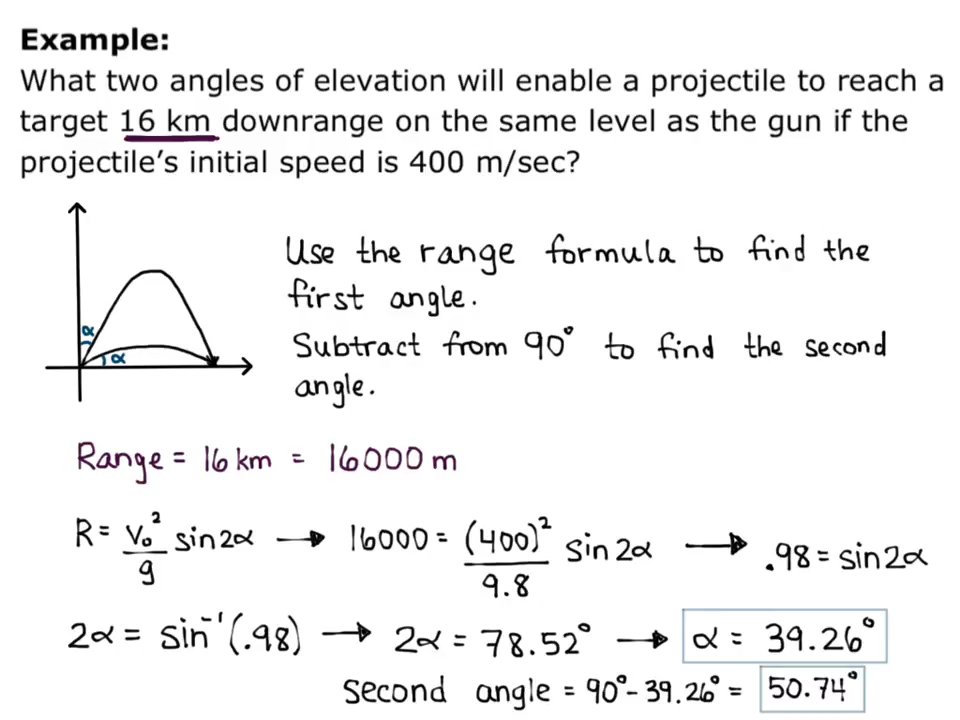 Example:
What two angles of elevation will enable a projectile to reach a
target 16 km downrange on the same level as the gun if the
projectile's initial speed is 400 m/sec?
Use the range formula to find the
first angle.
α
Subtract from 90° to find the second
α
angle.
Range = 16 km = 16000 m
R = v₀²/g sin2α → 16000 = (400)²/9.8 sin2α → .98 = sin2α
2α = sin⁻¹(.98) → 2α = 78.52° → α = 39.26°
second angle = 90° - 39.26° = 50.74°